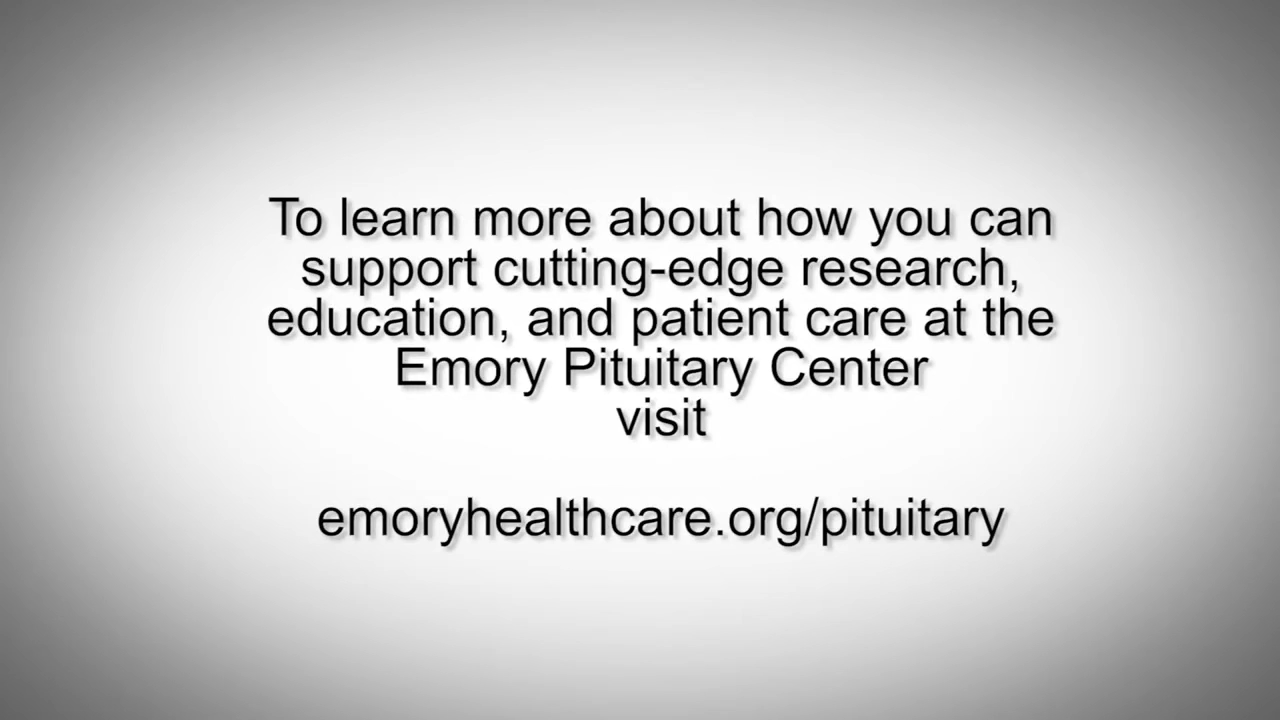 To learn more about how you can
support cutting-edge research,
education, and patient care at the
Emory Pituitary Center
visit
emoryhealthcare.org/pituitary